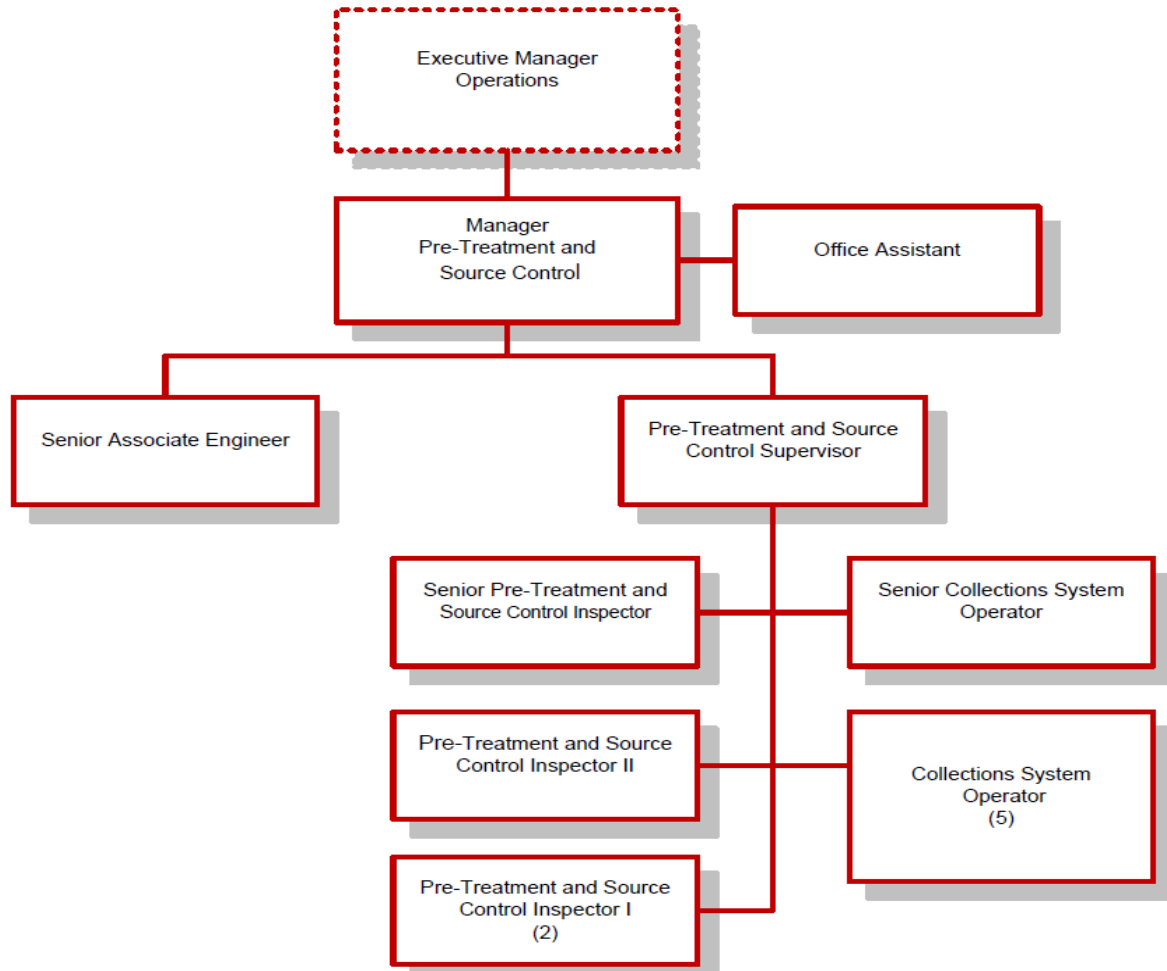 Executive Manager
Operations
Manager
Pre-Treatment and
Source Control
Office Assistant
Senior Associate Engineer
Pre-Treatment and Source
Control Supervisor
Senior Pre-Treatment and
Source Control Inspector
Senior Collections System
Operator
Pre-Treatment and Source
Control Inspector II
Collections System
Operator
(5)
Pre-Treatment and Source
Control Inspector I
(2)